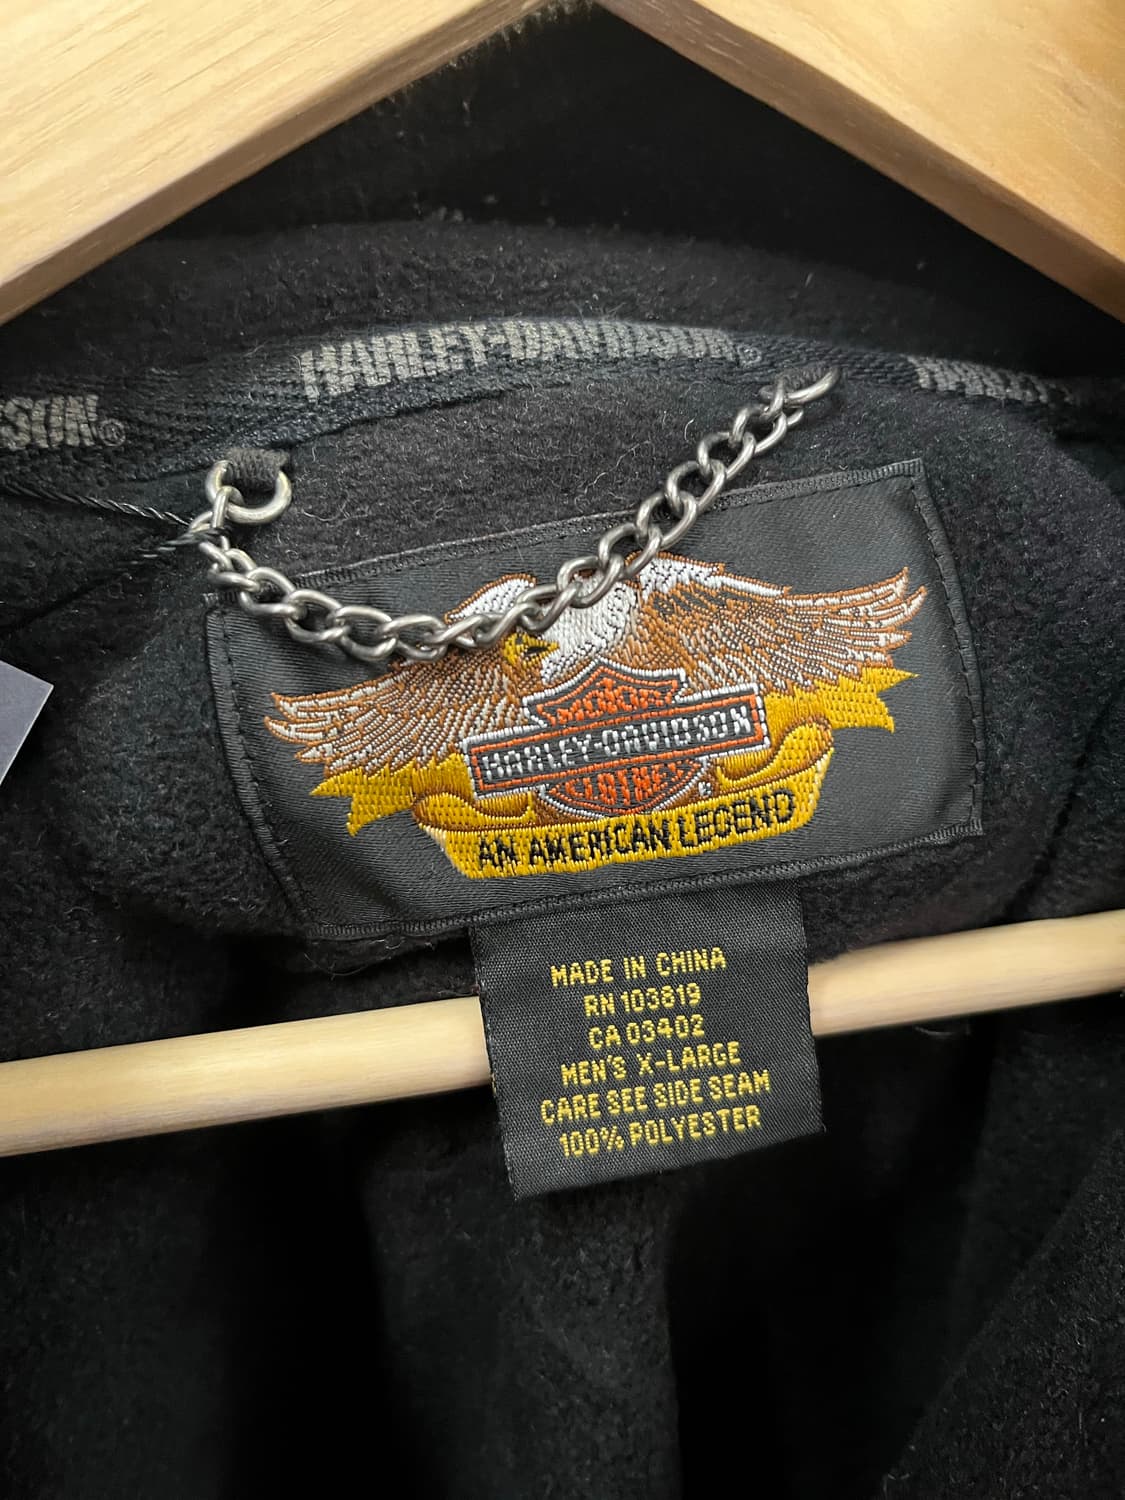 HARLEY-DAVIDSON®
SON®
HARLEY
MOTOR
HARLEY-DAVIDSON
CLOTHES
®
AN AMERICAN LEGEND
MADE IN CHINA
RN 103819
CA 03402
MEN'S X-LARGE
CARE SEE SIDE SEAM
100% POLYESTER